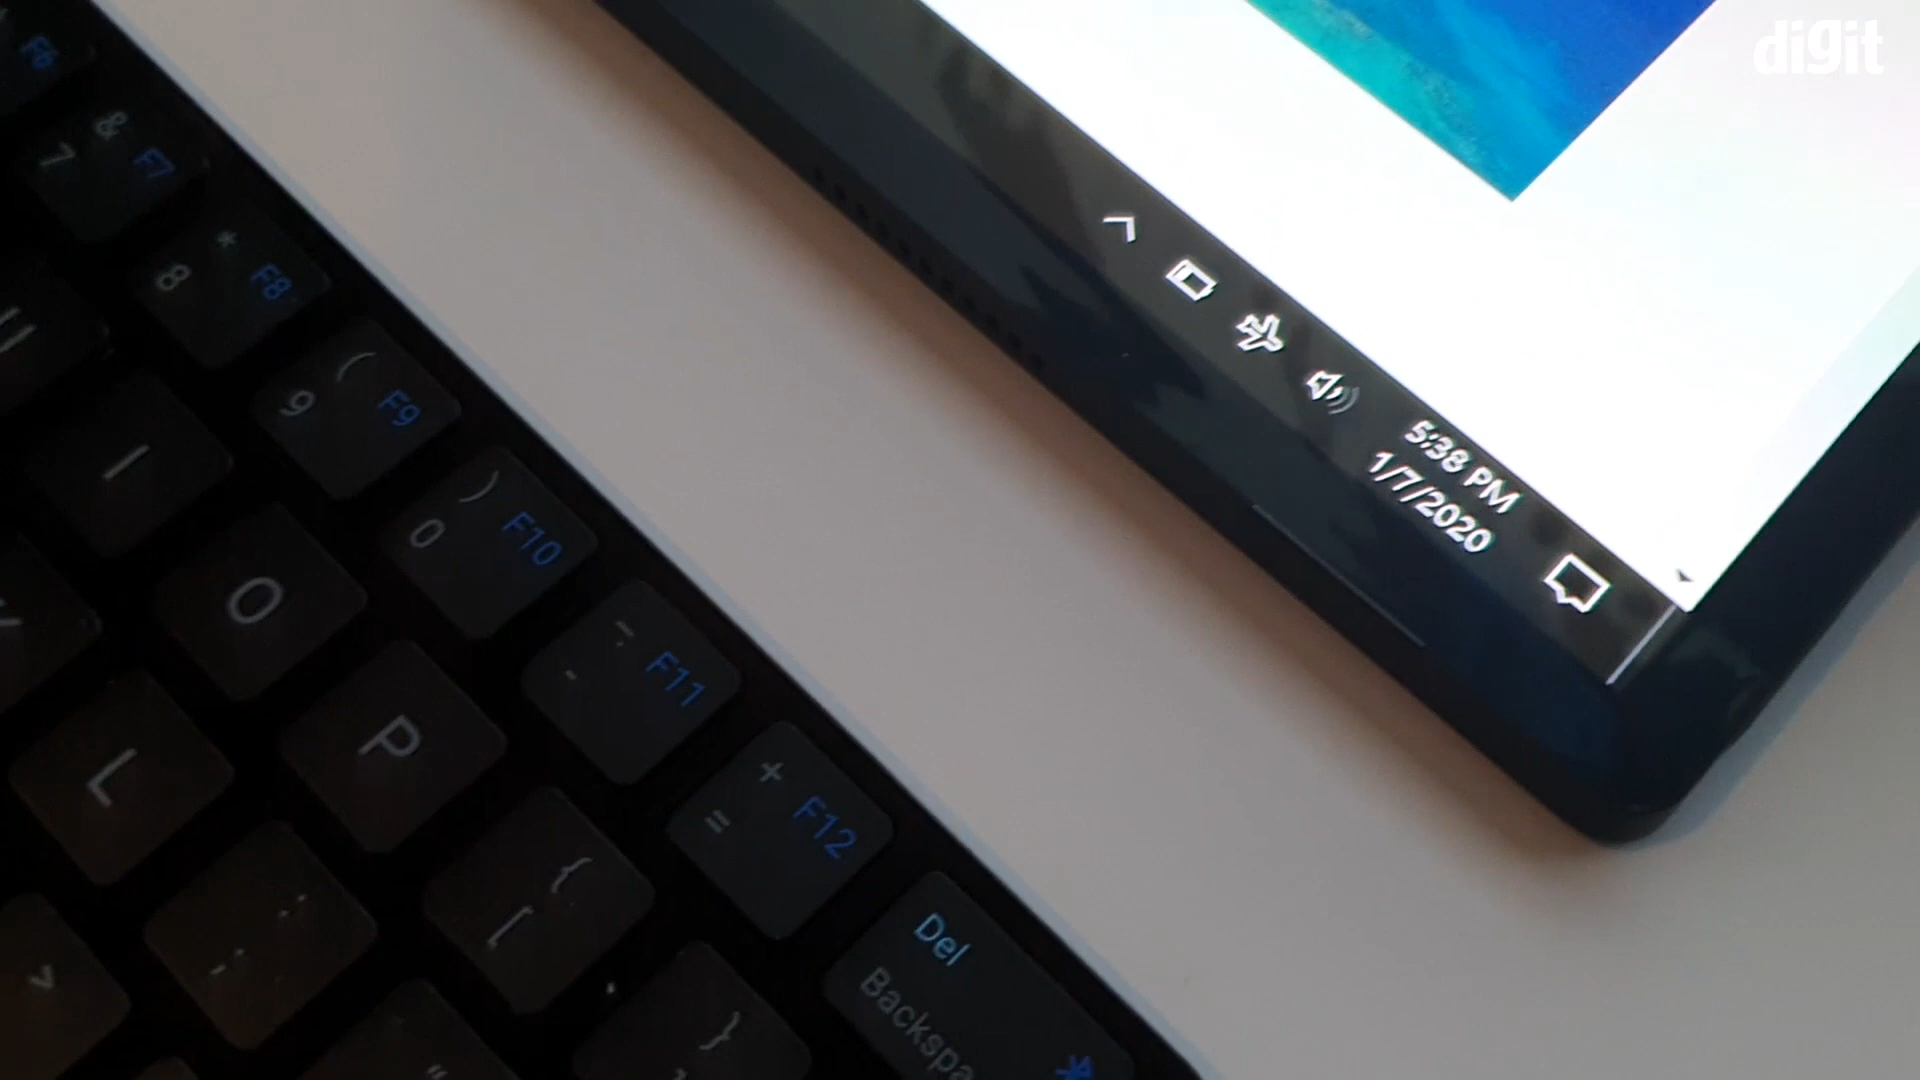 digit
5:38 PM
1/7/2020
F6
& 7 F7
* 8 F8
( 9 F9
) 0 F10
- F11
+ = F12
Del
Backspa
U
I
O
P
{ [
}
L
: ;